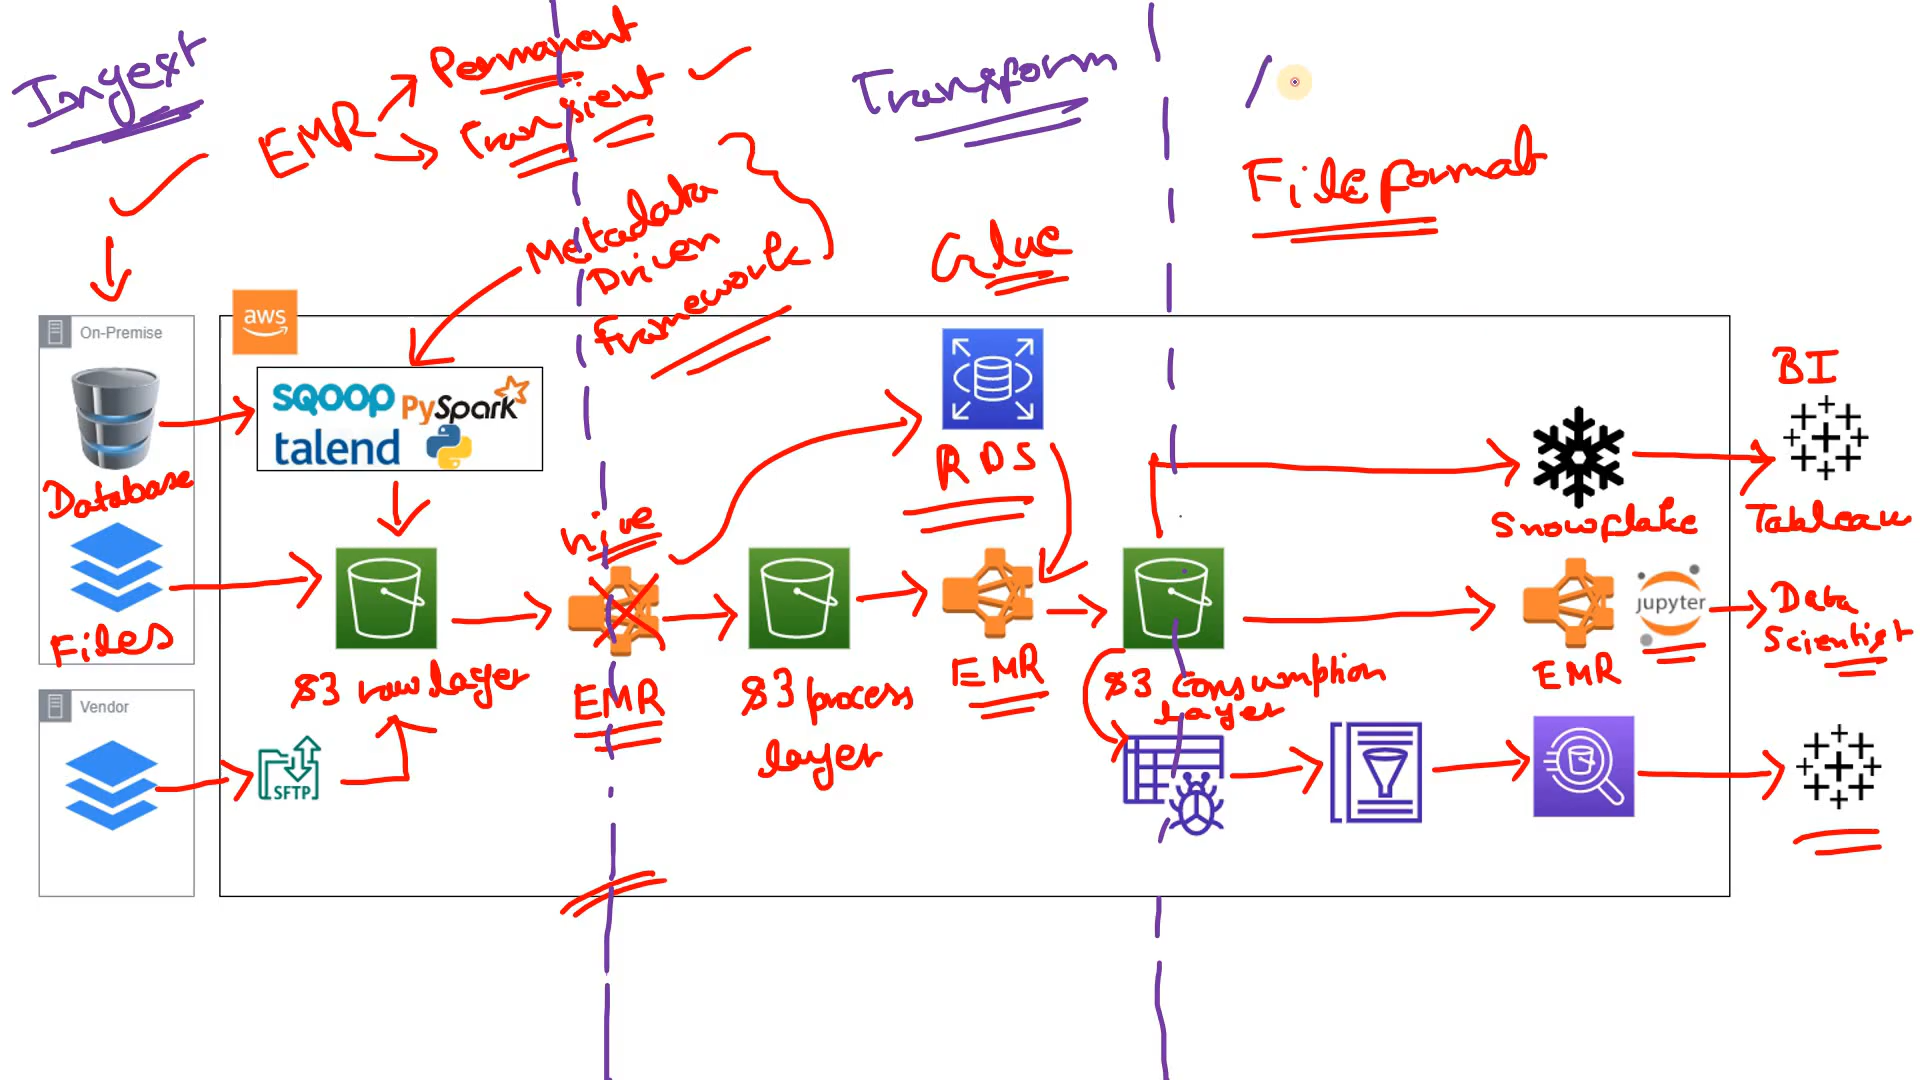 Ingest
EMR
Permanent
Transient
Transform
File format
Metadata
Driven
framework
Glue
On-Premise
aws
SQOOP
PySpark
talend
Database
Files
S3 raw layer
hive
EMR
RDS
S3 process
layer
EMR
S3 Consumption
layer
Snowflake
BI
Tableau
EMR
jupyter
Data
Scientist
Vendor
SFTP